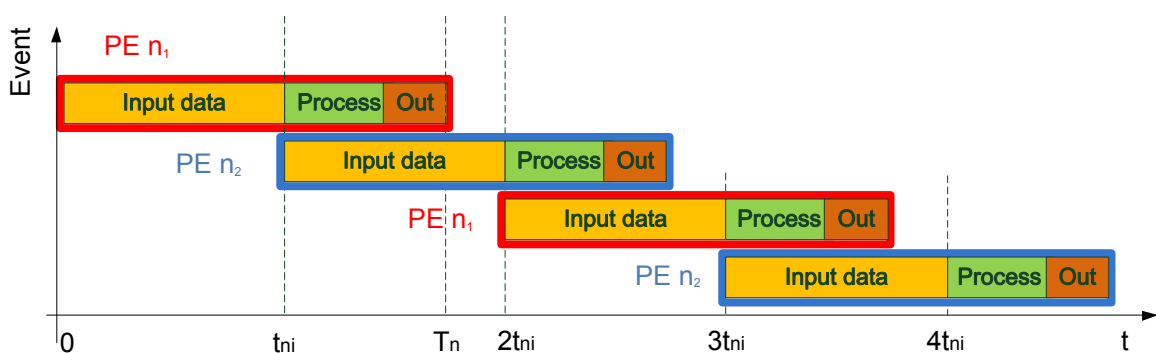 Event
PE n₁
Input data Process Out
PE n₂
Input data Process Out
PE n₁
Input data Process Out
PE n₂
Input data Process Out
0 tni Tn 2tni 3tni 4tni t